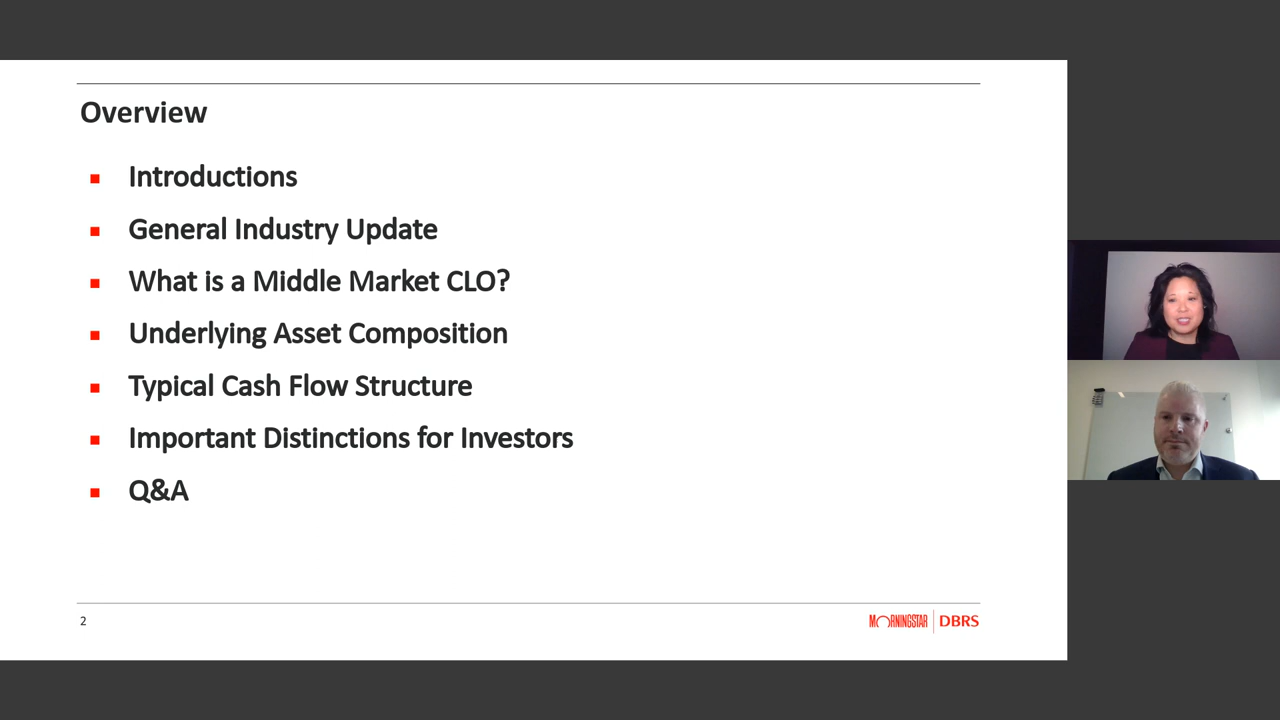 Overview
Introductions
General Industry Update
What is a Middle Market CLO?
Underlying Asset Composition
Typical Cash Flow Structure
Important Distinctions for Investors
Q&A
2
MORNINGSTAR | DBRS